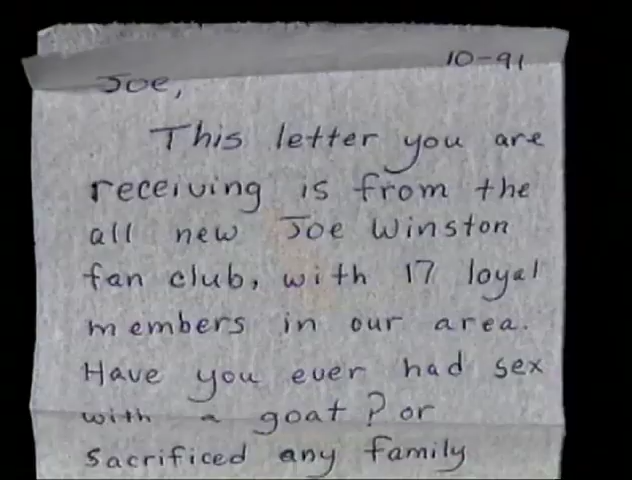 10-91
Joe,
This letter you are
receiving is from the
all new Joe Winston
fan club, with 17 loyal
members in our area.
Have you ever had sex
with a goat? or
sacrificed any family